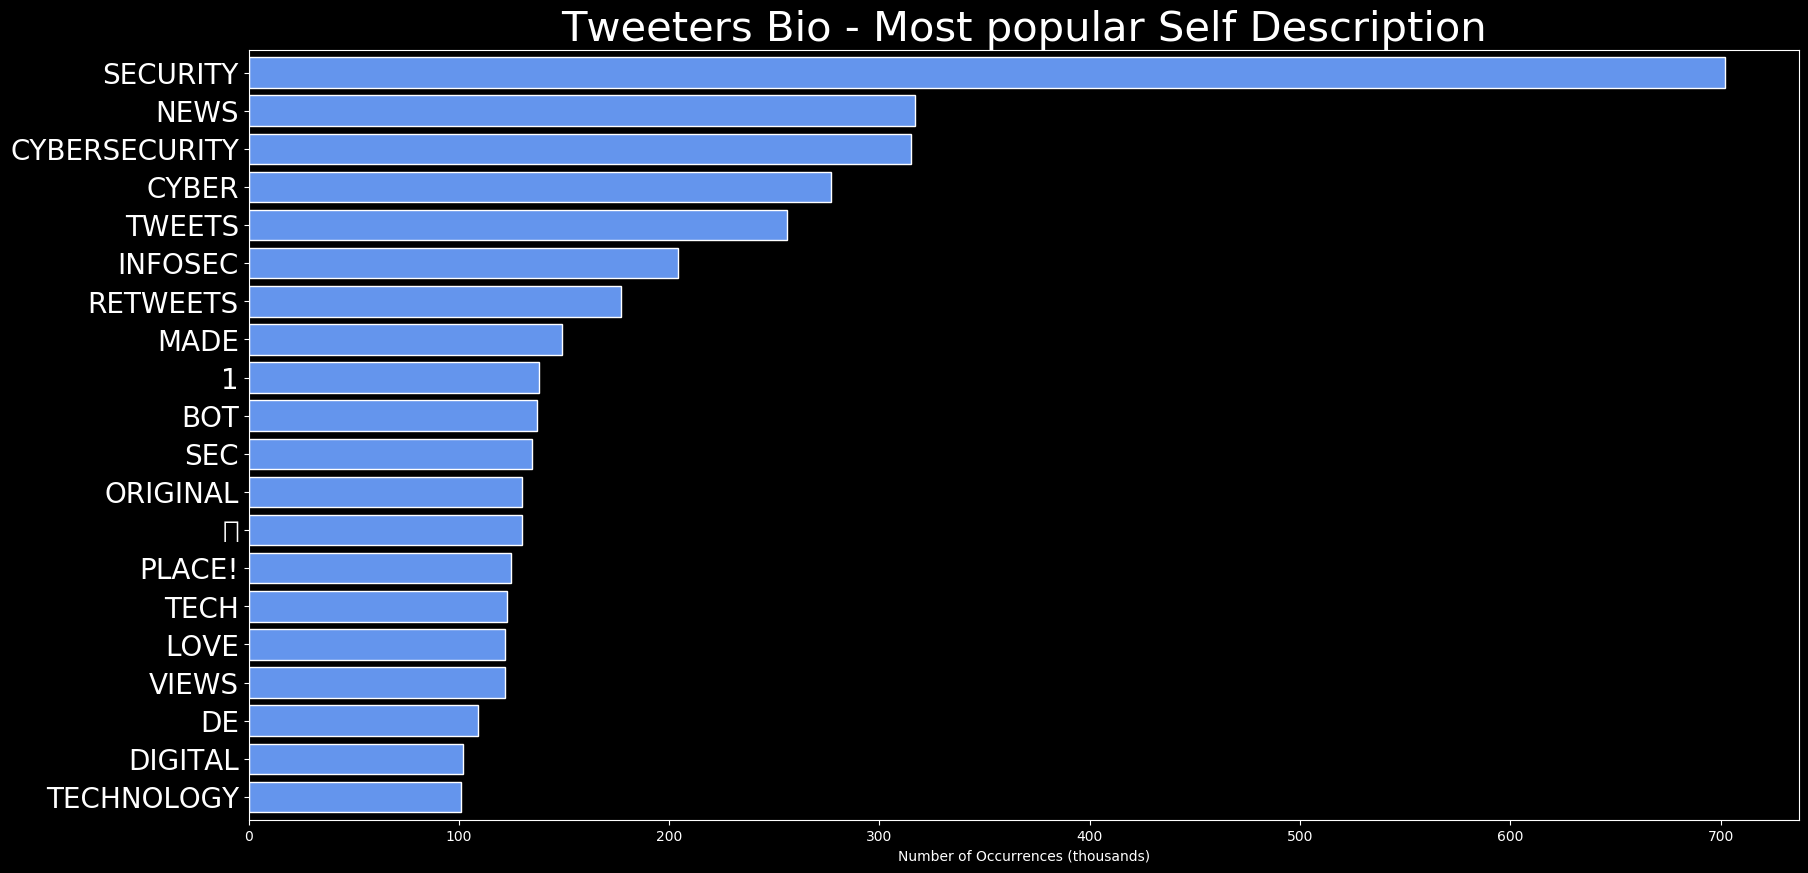 Tweeters Bio - Most popular Self Description
SECURITY
NEWS
CYBERSECURITY
CYBER
TWEETS
INFOSEC
RETWEETS
MADE
1
BOT
SEC
ORIGINAL
PLACE!
TECH
LOVE
VIEWS
DE
DIGITAL
TECHNOLOGY
0 100 200 300 400 500 600 700
Number of Occurrences (thousands)